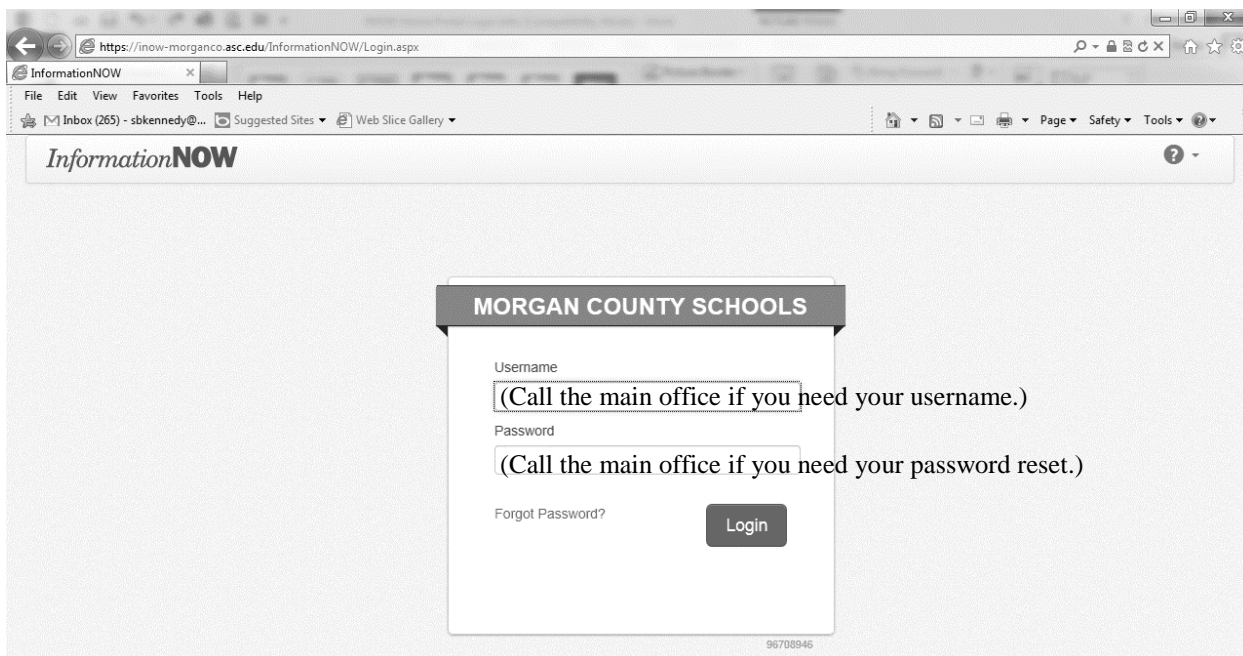 https://inow-morganco.asc.edu/InformationNOW/Login.aspx
InformationNOW
File Edit View Favorites Tools Help
Inbox (265) - sbkennedy@... Suggested Sites Web Slice Gallery Page Safety Tools
InformationNOW
MORGAN COUNTY SCHOOLS
Username
(Call the main office if you need your username.)
Password
(Call the main office if you need your password reset.)
Forgot Password? Login
96708946